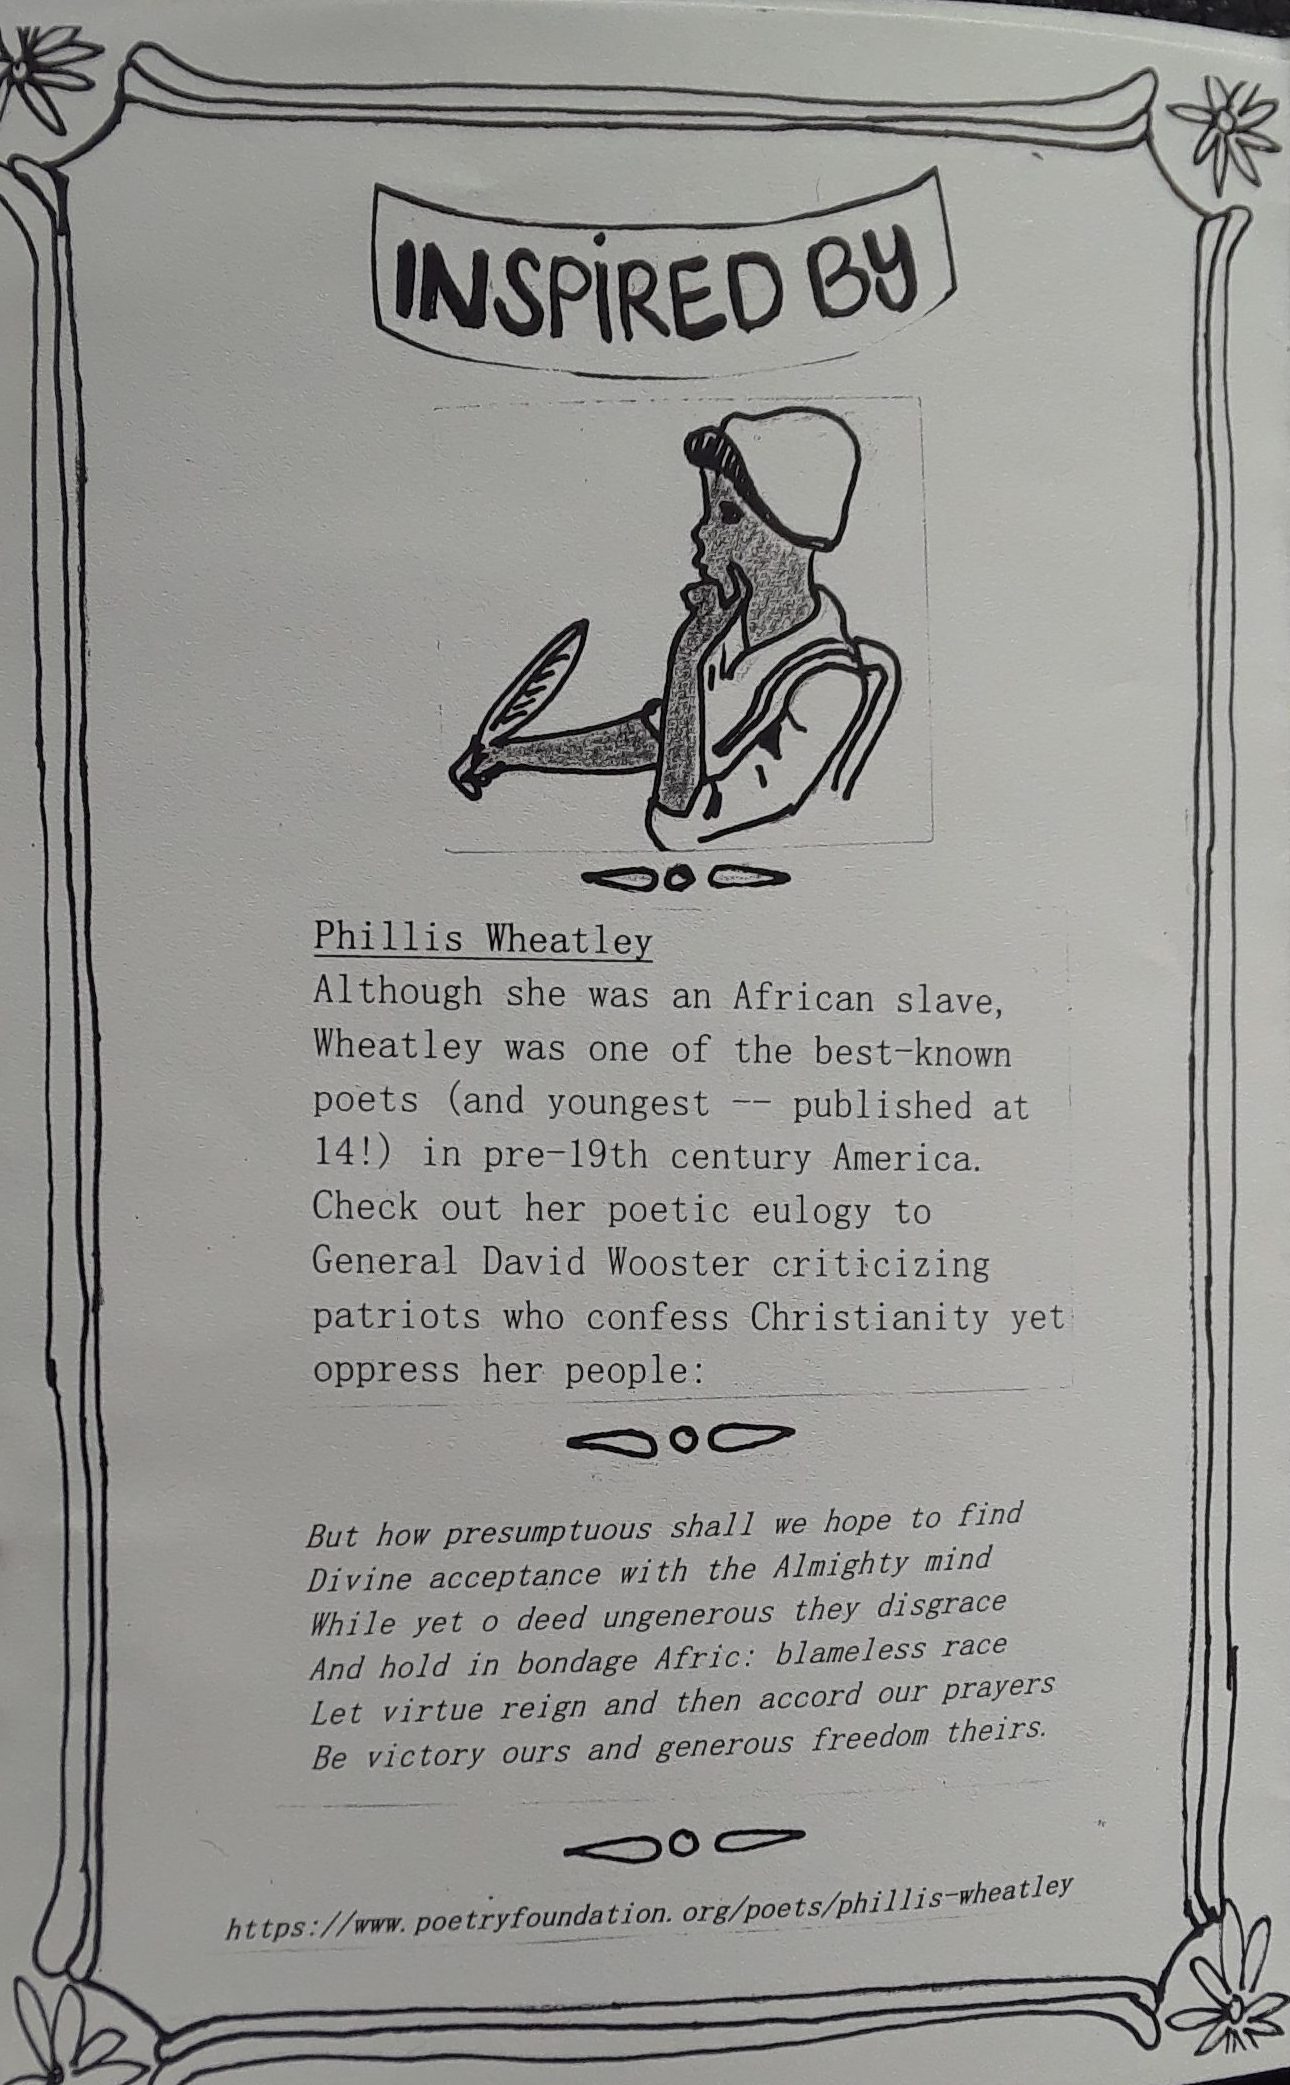 INSPIRED BY
Phillis Wheatley
Although she was an African slave,
Wheatley was one of the best-known
poets (and youngest -- published at
14!) in pre-19th century America.
Check out her poetic eulogy to
General David Wooster criticizing
patriots who confess Christianity yet
oppress her people:
But how presumptuous shall we hope to find
Divine acceptance with the Almighty mind
While yet o deed ungenerous they disgrace
And hold in bondage Afric: blameless race
Let virtue reign and then accord our prayers
Be victory ours and generous freedom theirs.
https://www.poetryfoundation.org/poets/phillis-wheatley